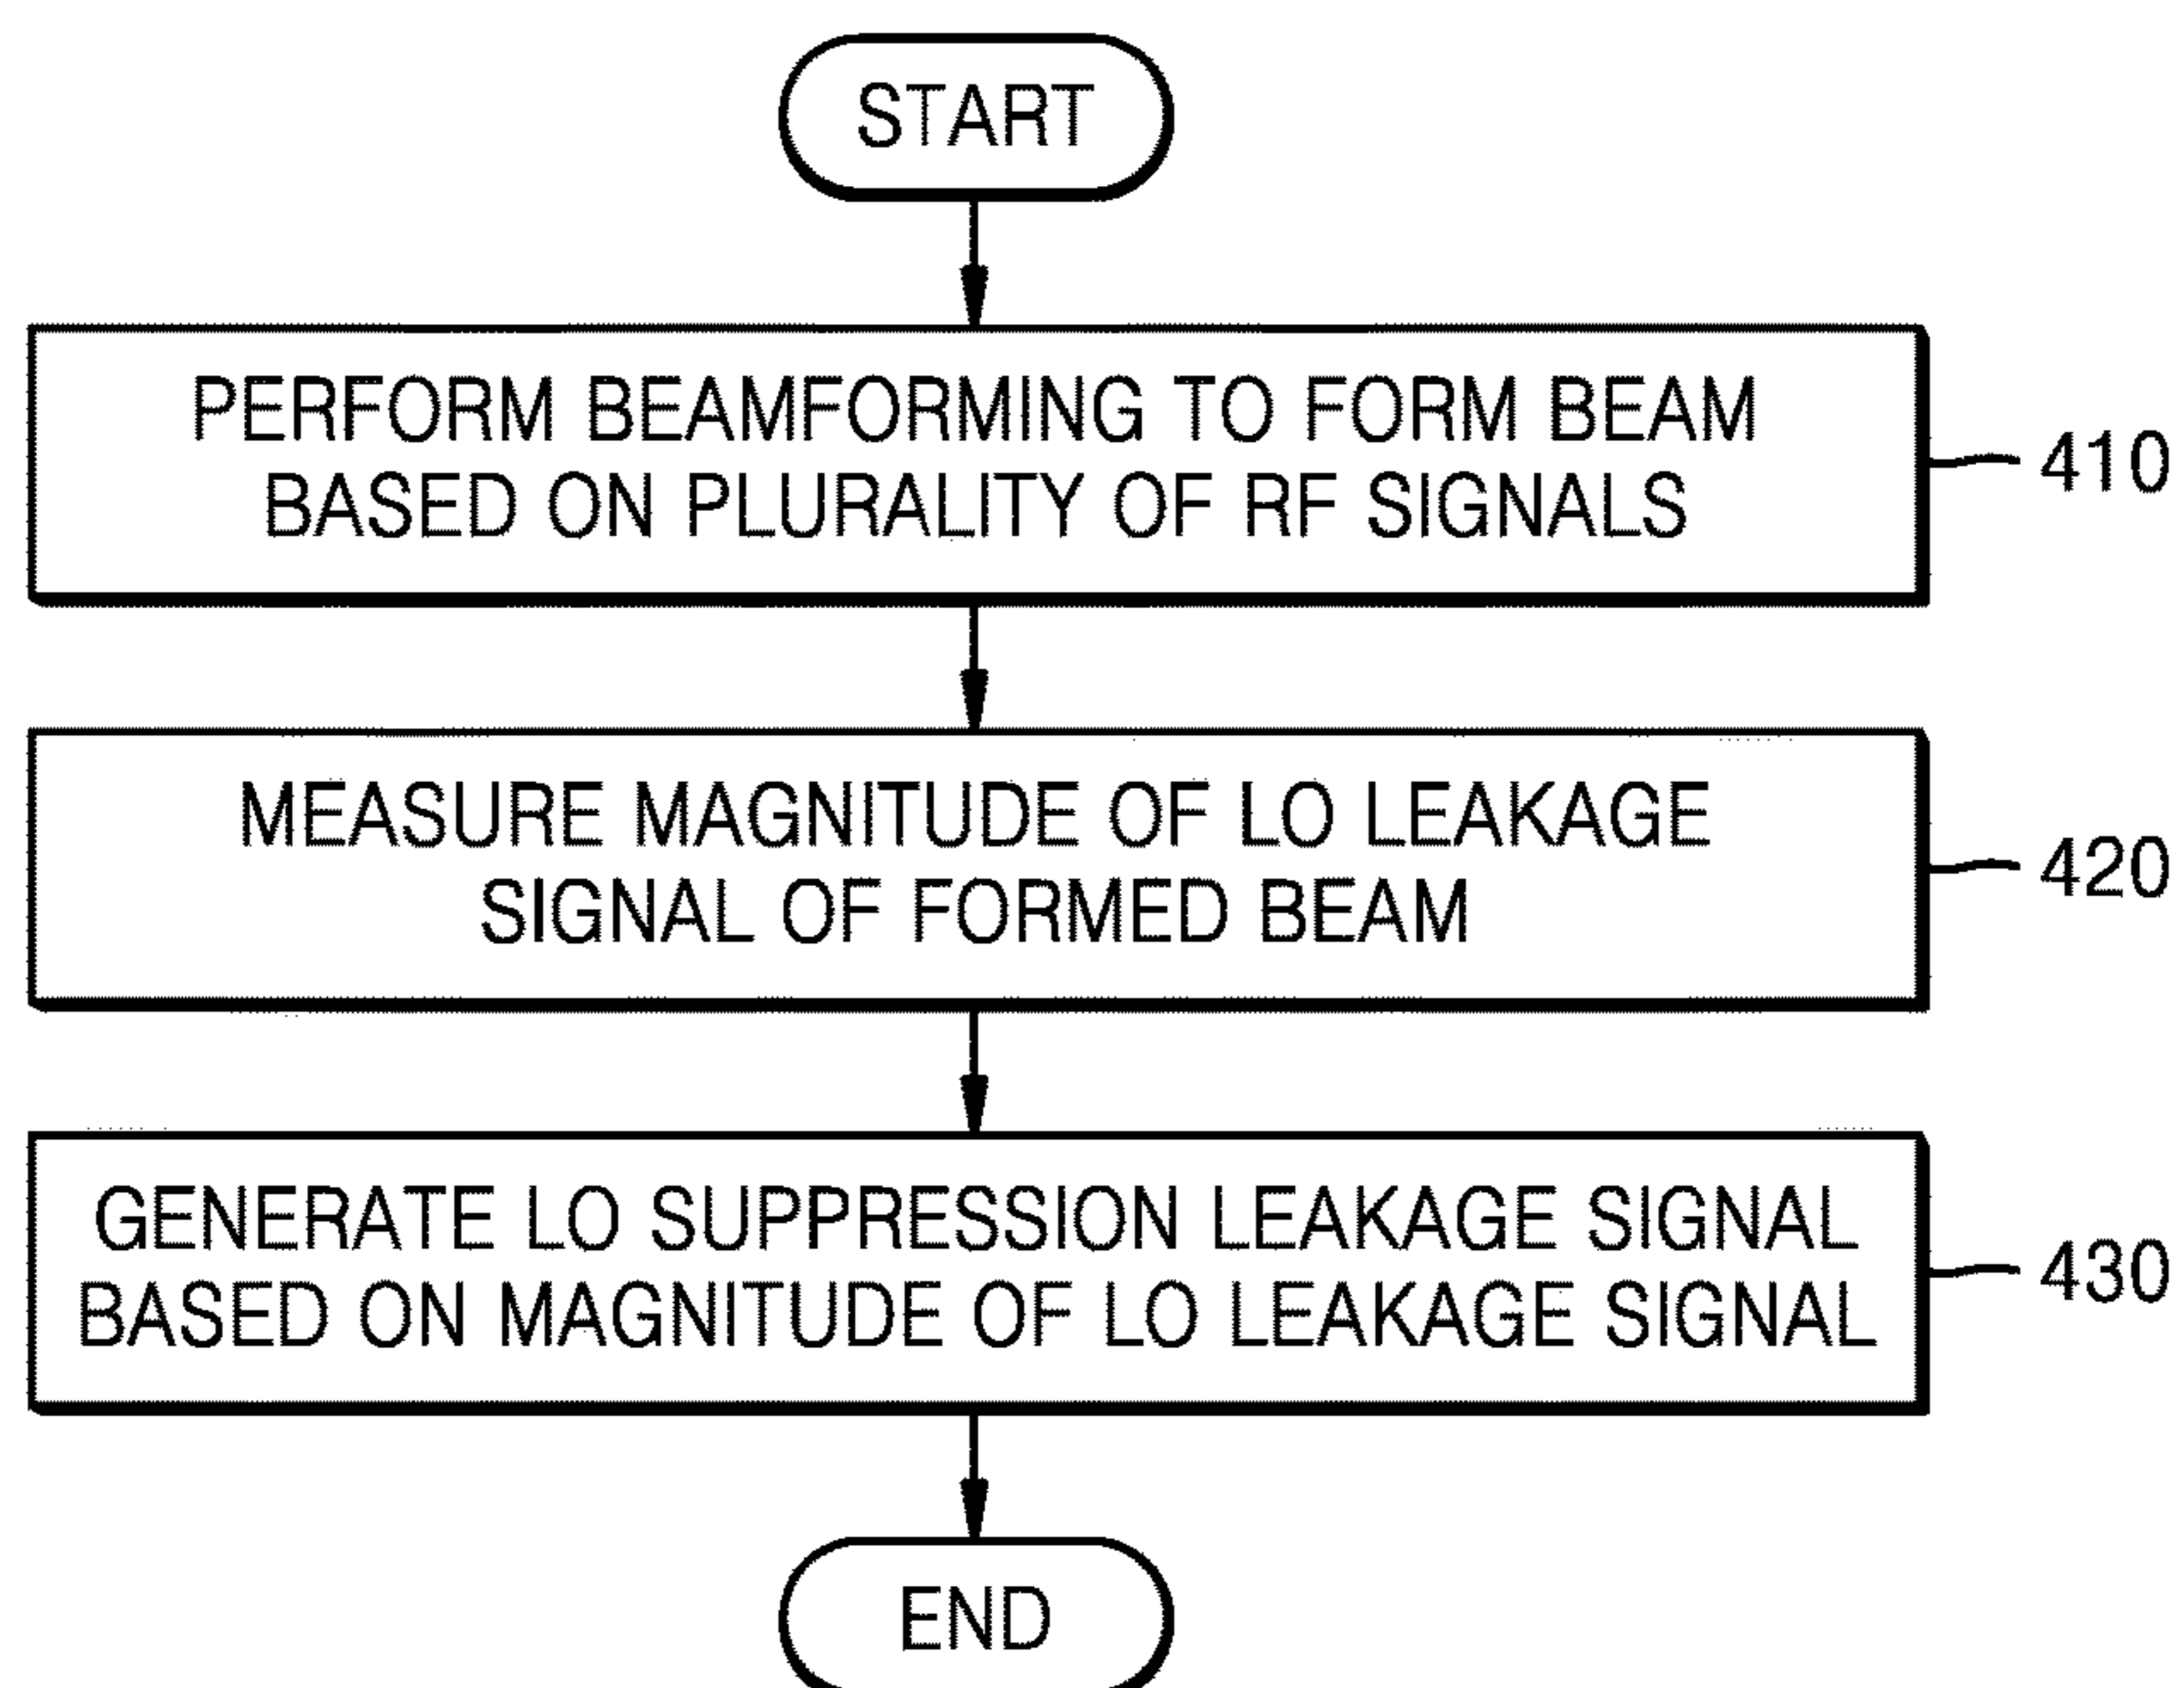 START
PERFORM BEAMFORMING TO FORM BEAM
BASED ON PLURALITY OF RF SIGNALS
410
MEASURE MAGNITUDE OF LO LEAKAGE
SIGNAL OF FORMED BEAM
420
GENERATE LO SUPPRESSION LEAKAGE SIGNAL
BASED ON MAGNITUDE OF LO LEAKAGE SIGNAL
430
END